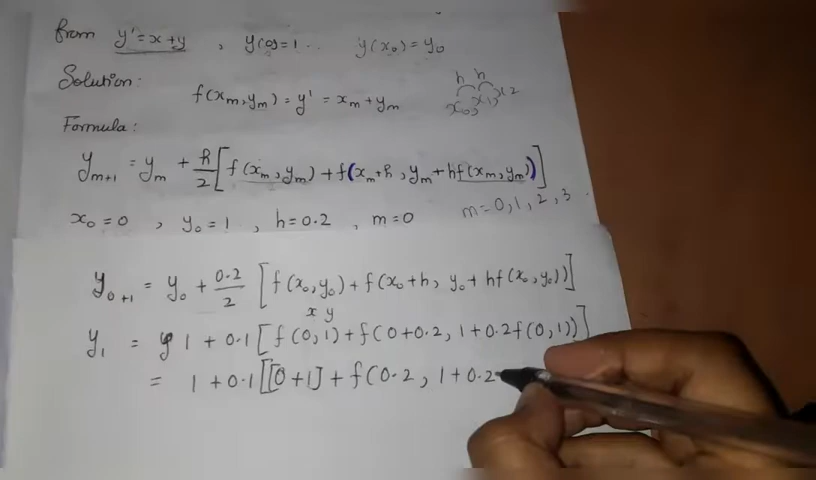 from y' = x+y , y(0)=1.. y(x₀) = y₀
Solution: f(xₘ,yₘ) = y' = xₘ + yₘ h h x₀, x₁, x2
Formula:
yₘ₊₁ = yₘ + h/2 [f(xₘ,yₘ) + f(xₘ+h , yₘ+hf(xₘ,yₘ))]
x₀=0 , y₀=1 , h=0.2 , m=0 m=0,1,2,3
y₀₊₁ = y₀ + 0.2/2 [f(x₀,y₀) + f(x₀+h, y₀+hf(x₀,y₀))]
x y
y₁ = 1 + 0.1 [f(0,1) + f(0+0.2, 1+0.2f(0,1))]
= 1 + 0.1 [[0+1] + f(0.2, 1+0.2